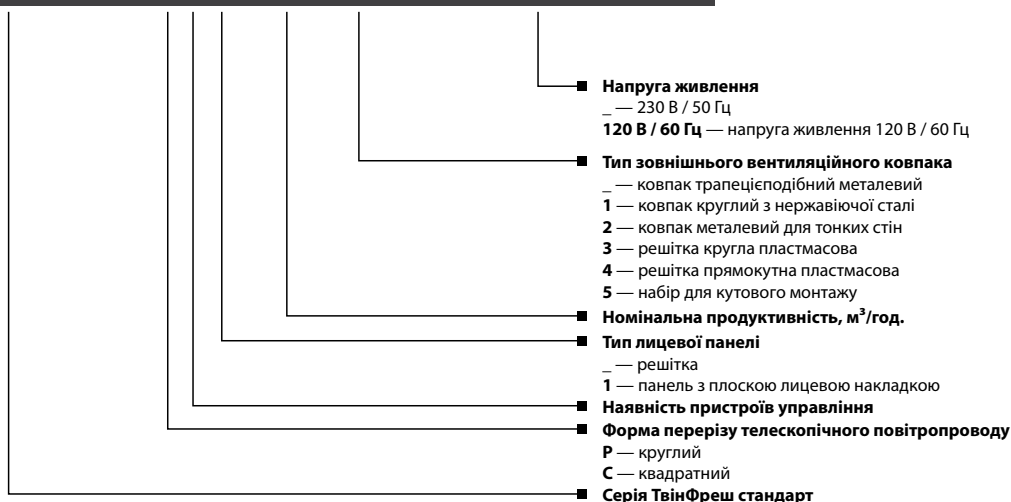 Напруга живлення
_ — 230 В / 50 Гц
120 В / 60 Гц — напруга живлення 120 В / 60 Гц
Тип зовнішнього вентиляційного ковпака
_ — ковпак трапецієподібний металевий
1 — ковпак круглий з нержавіючої сталі
2 — ковпак металевий для тонких стін
3 — решітка кругла пластмасова
4 — решітка прямокутна пластмасова
5 — набір для кутового монтажу
Номінальна продуктивність, м³/год.
Тип лицевої панелі
_ — решітка
1 — панель з плоскою лицевою накладкою
Наявність пристроїв управління
Форма перерізу телескопічного повітропроводу
Р — круглий
С — квадратний
Серія ТвінФреш стандарт